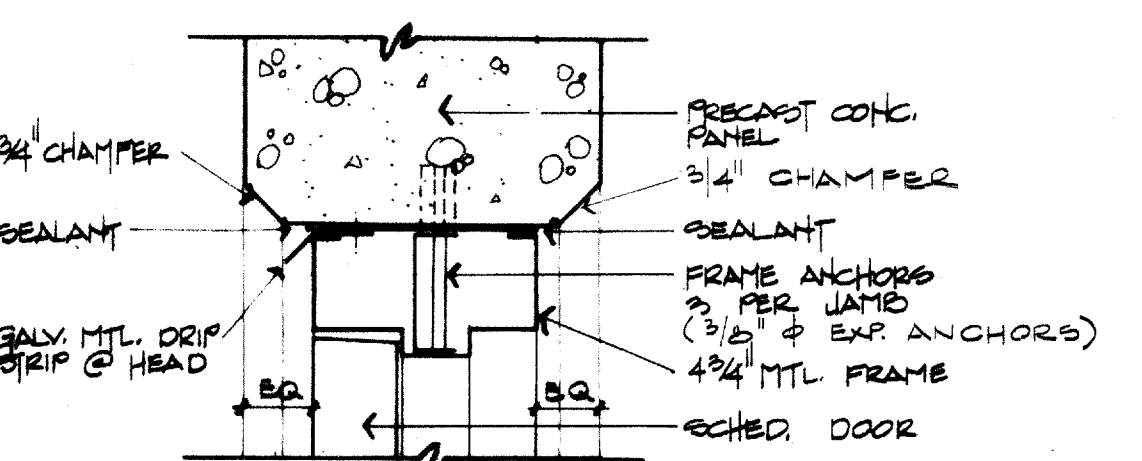 3/4" CHAMFER
SEALANT
GALV. MTL. DRIP
STRIP @ HEAD
EQ
EQ
PRECAST CONC.
PANEL
3/4" CHAMFER
SEALANT
FRAME ANCHORS
3 PER JAMB
(3/8" Φ EXP. ANCHORS)
4 3/4" MTL. FRAME
SCHED. DOOR